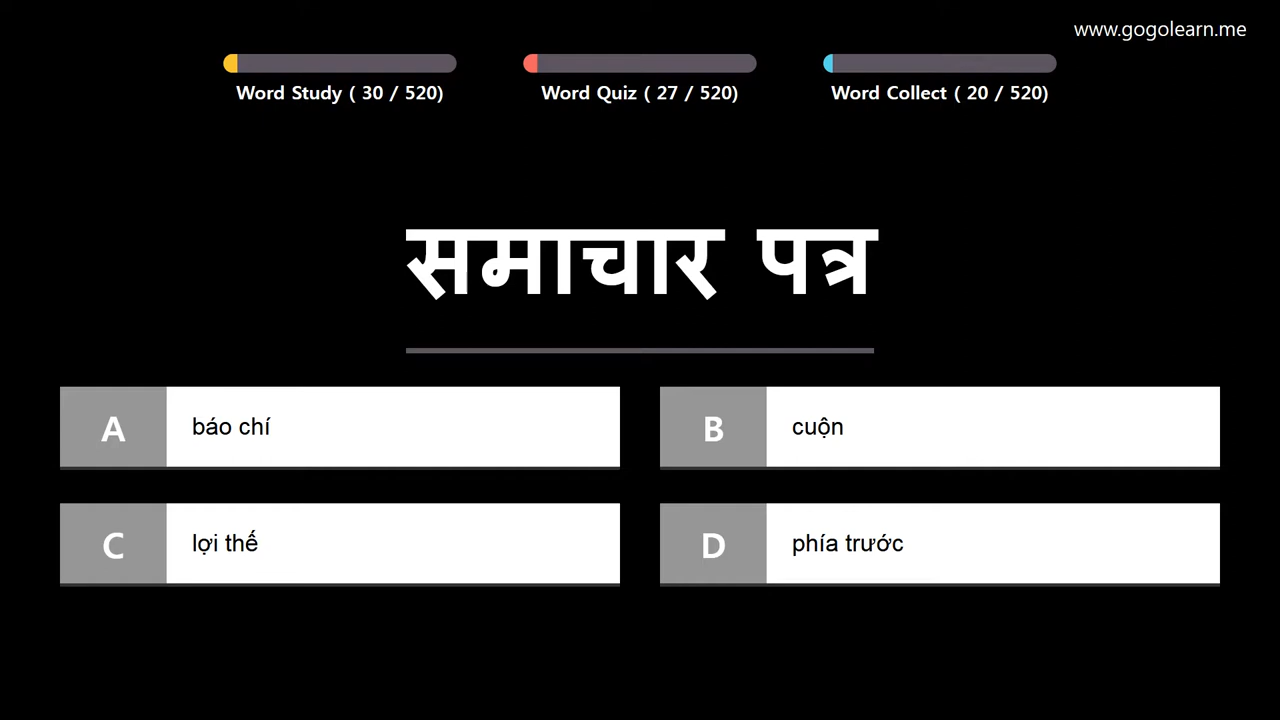 www.gogolearn.me
Word Study ( 30 / 520)
Word Quiz ( 27 / 520)
Word Collect ( 20 / 520)
समाचार पत्र
A báo chí
B cuộn
C lợi thế
D phía trước